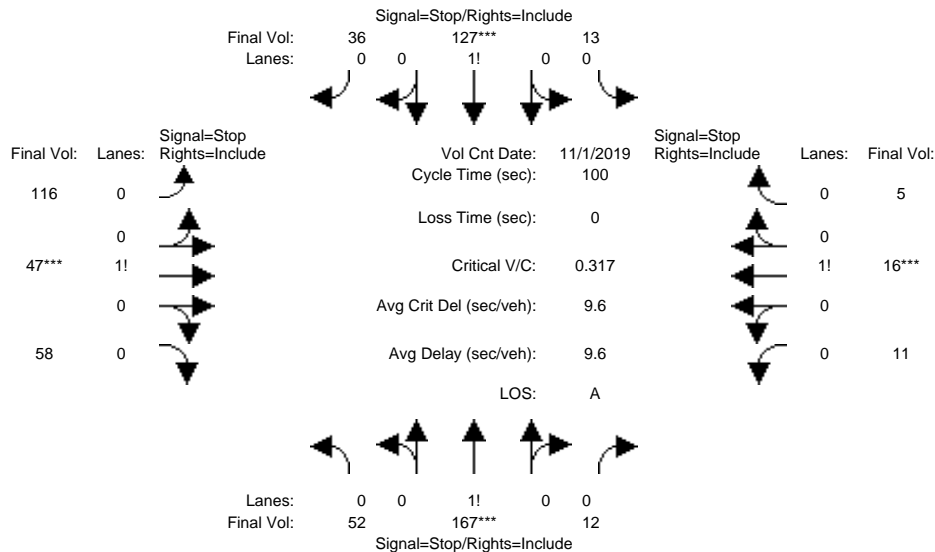 Signal=Stop/Rights=Include
Final Vol: 36 127*** 13
Lanes: 0 0 1! 0 0
Signal=Stop
Final Vol: Lanes: Rights=Include
Vol Cnt Date: 11/1/2019
Signal=Stop
Rights=Include Lanes: Final Vol:
Cycle Time (sec): 100
116 0
0 5
Loss Time (sec): 0
0
0
47*** 1!
Critical V/C: 0.317
1! 16***
0
Avg Crit Del (sec/veh): 9.6
0
58 0
Avg Delay (sec/veh): 9.6
0 11
LOS: A
Lanes: 0 0 1! 0 0
Final Vol: 52 167*** 12
Signal=Stop/Rights=Include